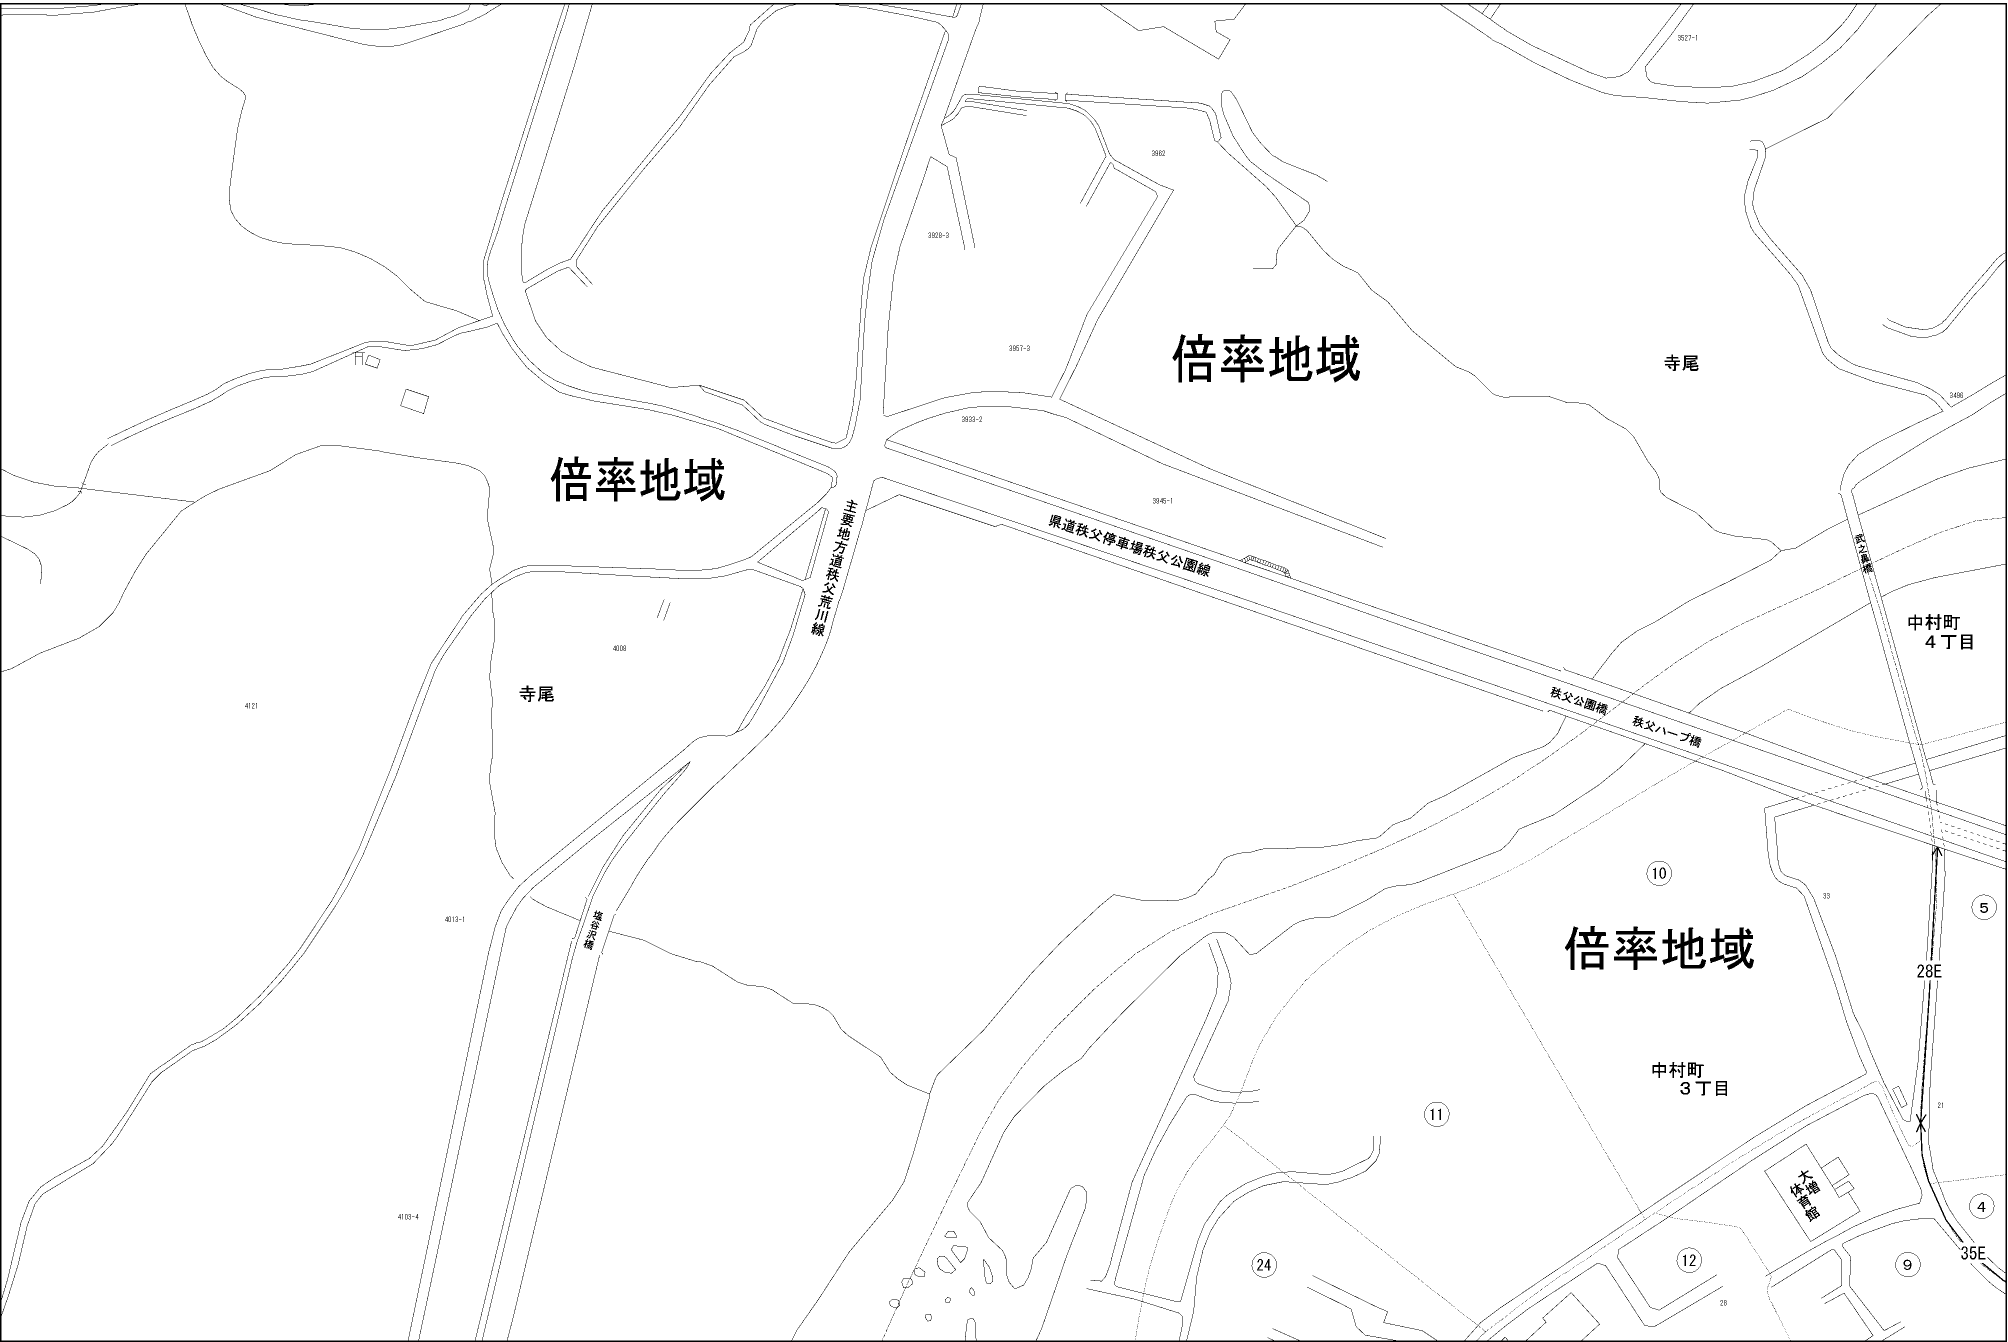 3527-1
3962
3928-3
3957-3
倍率地域
寺尾
3496
3933-2
倍率地域
3945-1
主要地方道秩父荒川線
県道秩父停車場秩父公園線
武之鼻橋
中村町
4丁目
4008
寺尾
4121
秩父公園橋 秩父ハープ橋
10
33
5
4013-1
塩谷沢橋
倍率地域
28E
中村町
3丁目
11
21
大増
体育館
4
4103-4
35E
24
12
9
28